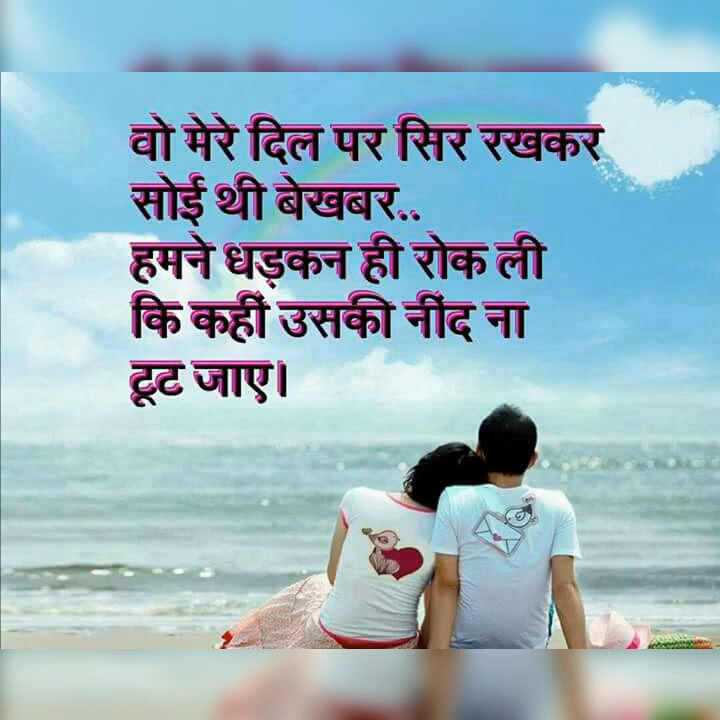 वो मेरे दिल पर सिर रखकर
सोई थी बेखबर..
हमने धड़कन ही रोक ली
कि कहीं उसकी नींद ना
टूट जाए।